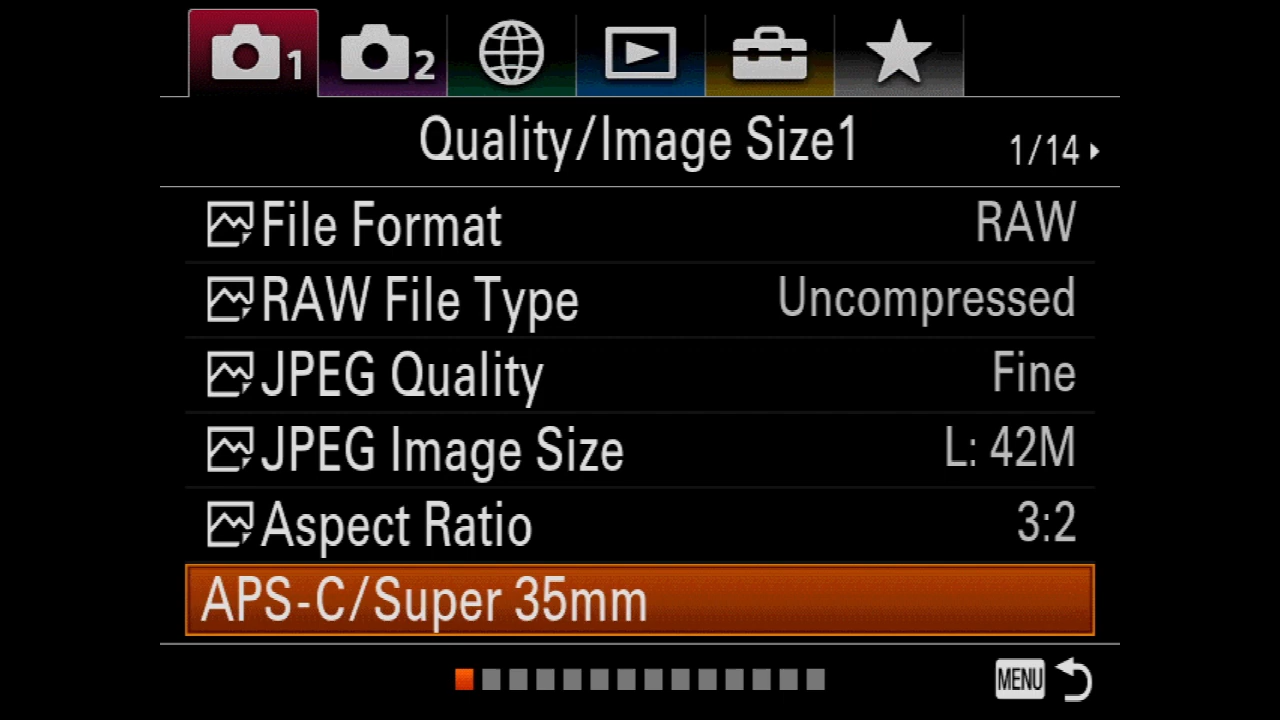 1 2
Quality/Image Size1 1/14
File Format RAW
RAW File Type Uncompressed
JPEG Quality Fine
JPEG Image Size L: 42M
Aspect Ratio 3:2
APS-C/Super 35mm
MENU